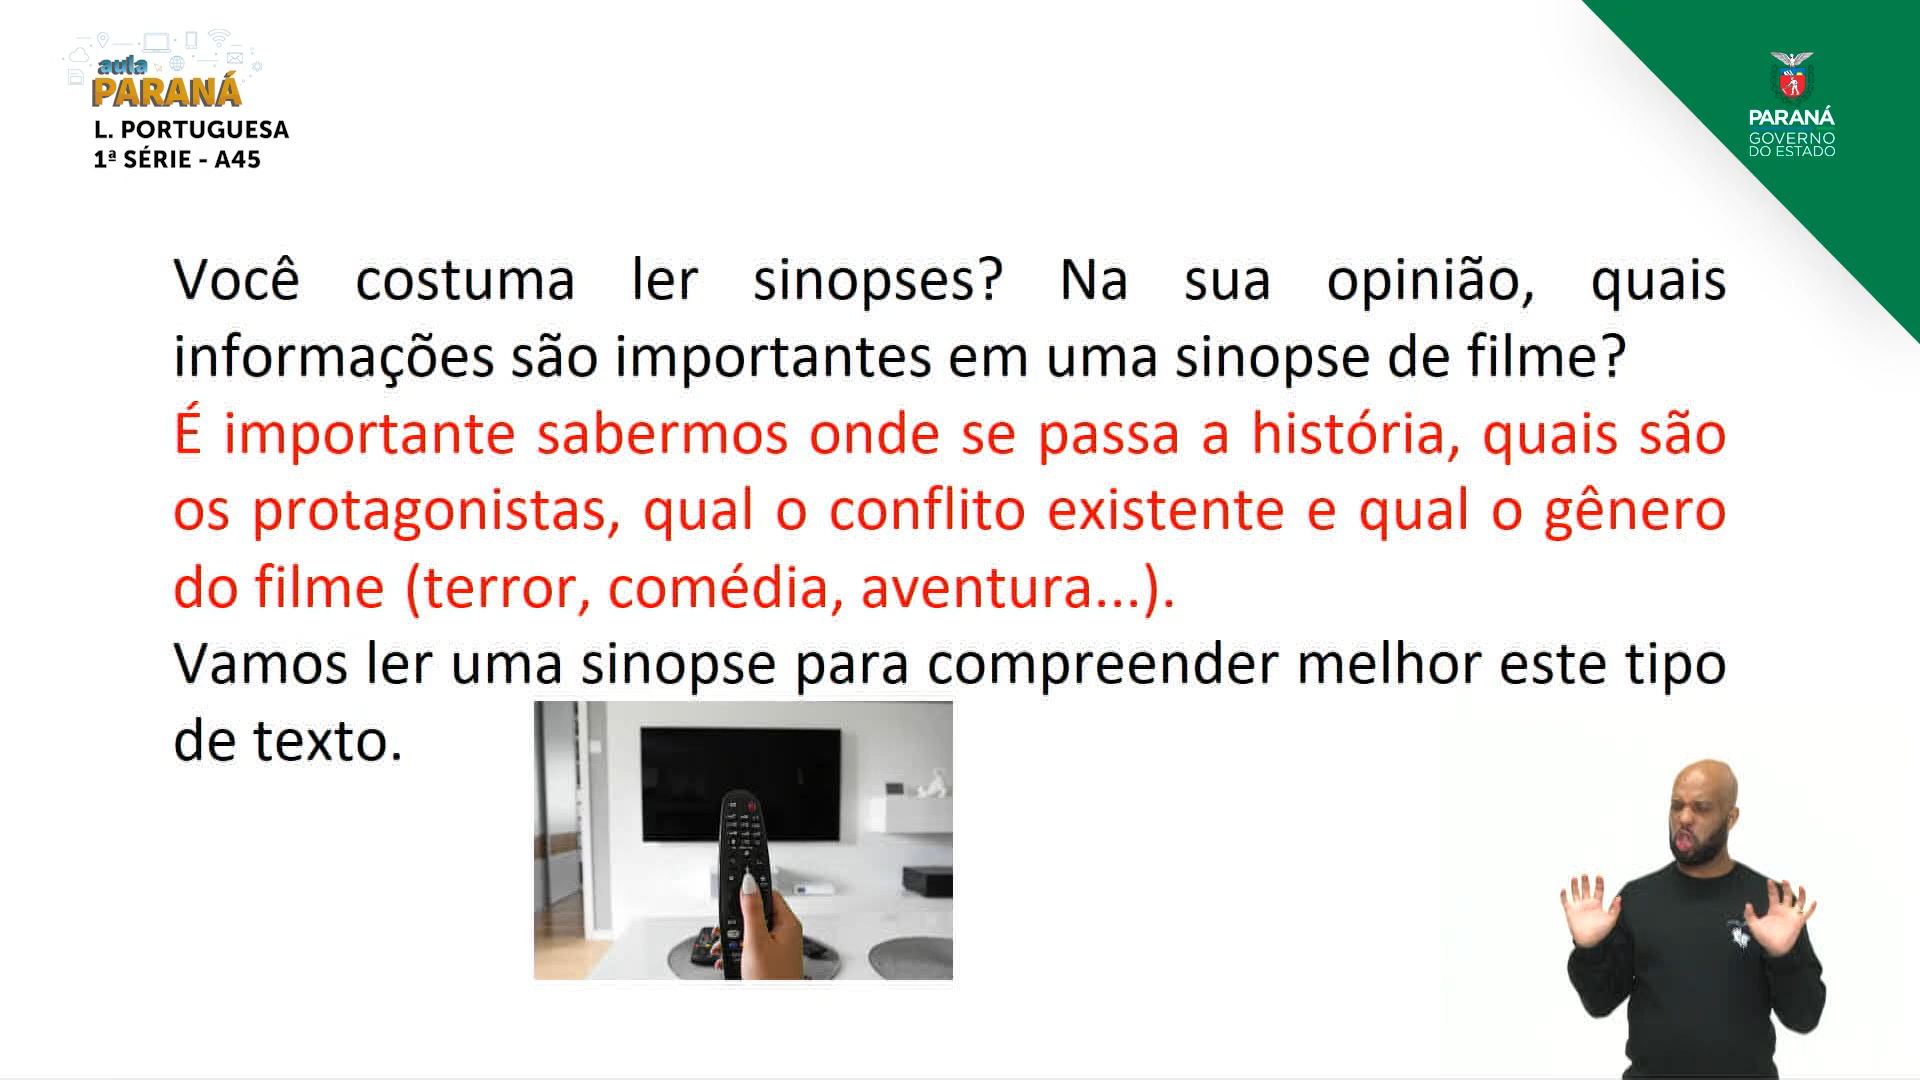 aula
PARANÁ
L. PORTUGUESA
1ª SÉRIE - A45
PARANÁ
GOVERNO
DO ESTADO
Você costuma ler sinopses? Na sua opinião, quais
informações são importantes em uma sinopse de filme?
É importante sabermos onde se passa a história, quais são
os protagonistas, qual o conflito existente e qual o gênero
do filme (terror, comédia, aventura...).
Vamos ler uma sinopse para compreender melhor este tipo
de texto.